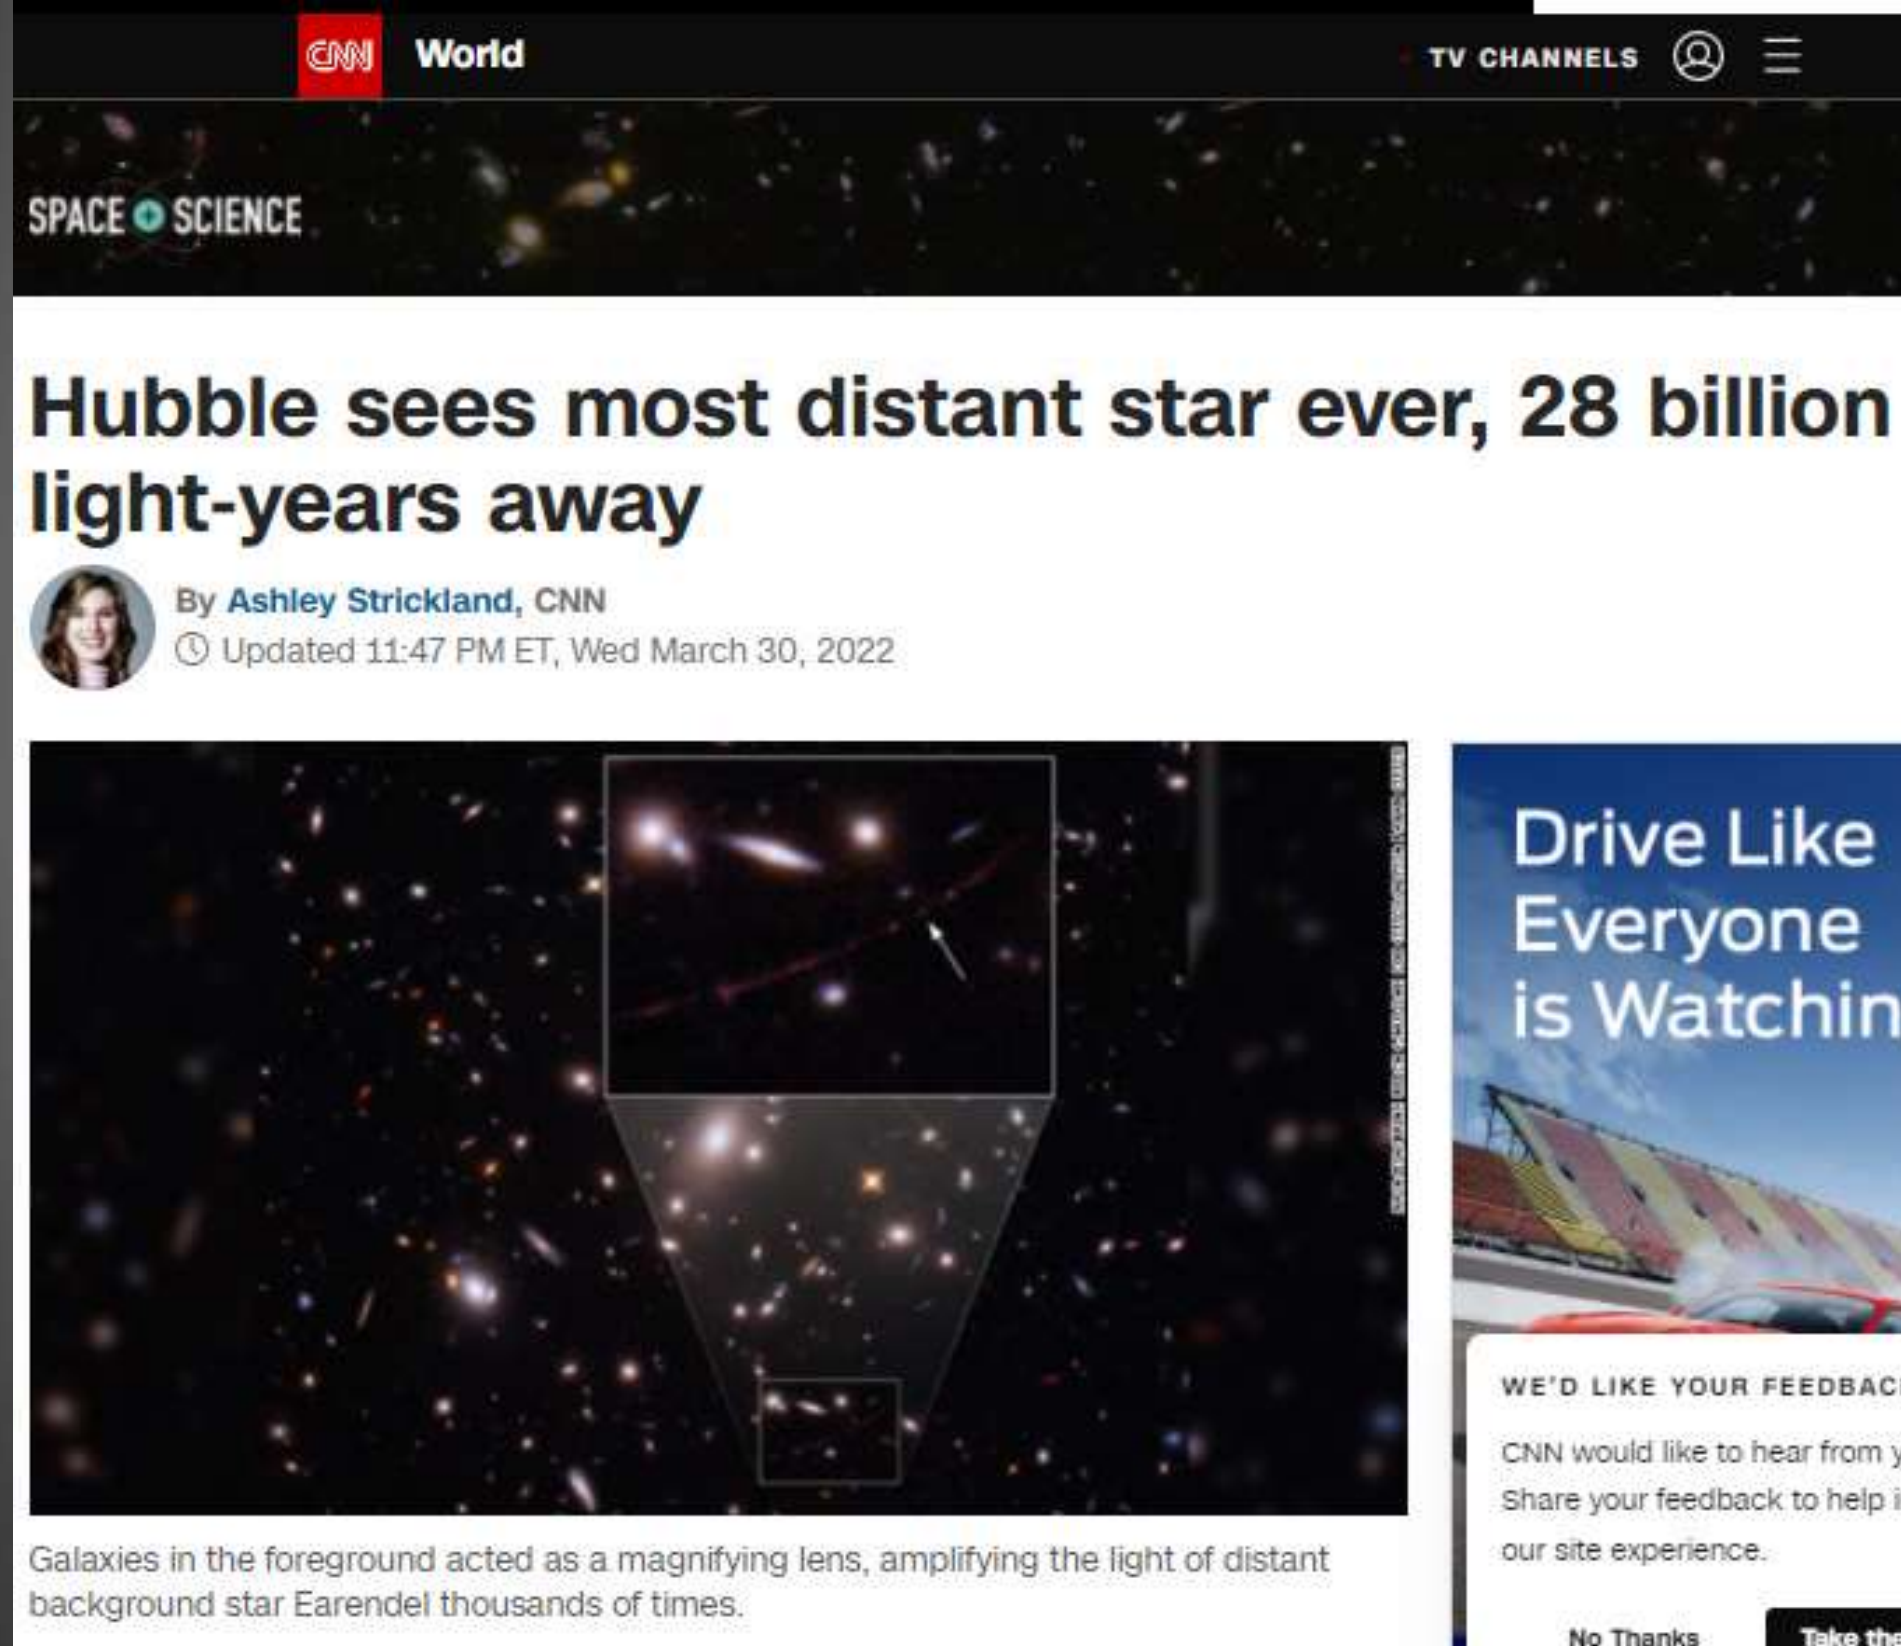 CNN World
TV CHANNELS
SPACE + SCIENCE
Hubble sees most distant star ever, 28 billion
light-years away
By Ashley Strickland, CNN
Updated 11:47 PM ET, Wed March 30, 2022
Galaxies in the foreground acted as a magnifying lens, amplifying the light of distant
background star Earendel thousands of times.
Drive Like
Everyone
is Watchin
WE'D LIKE YOUR FEEDBAC
CNN would like to hear from y
Share your feedback to help i
our site experience.
No Thanks
Take the